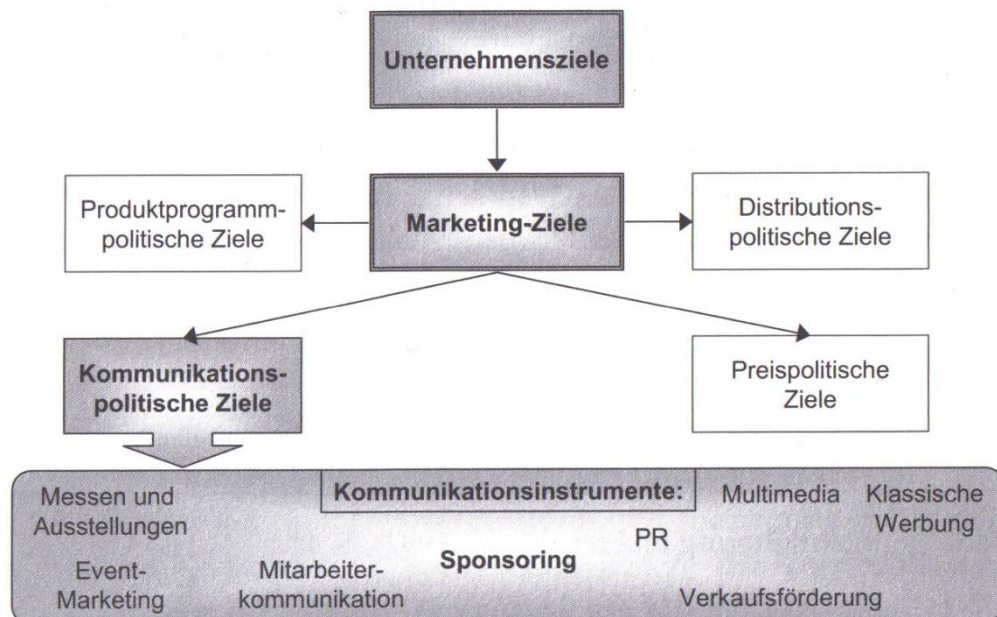 Unternehmensziele
Produktprogramm-
politische Ziele
Marketing-Ziele
Distributions-
politische Ziele
Kommunikations-
politische Ziele
Preispolitische
Ziele
Kommunikationsinstrumente:
Messen und
Ausstellungen
Multimedia
Klassische
Werbung
PR
Sponsoring
Event-
Marketing
Mitarbeiter-
kommunikation
Verkaufsförderung